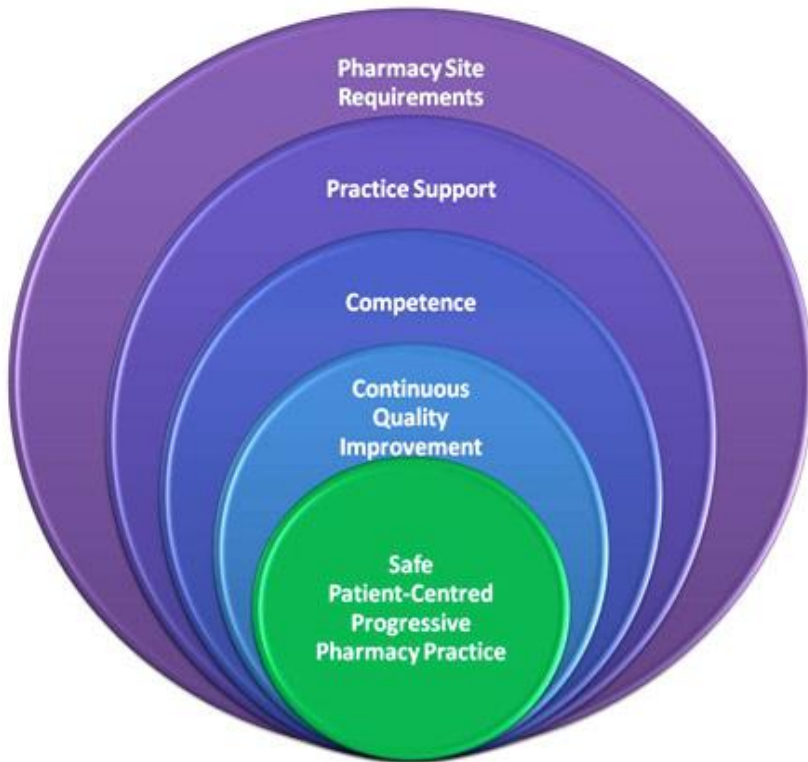 Pharmacy Site
Requirements
Practice Support
Competence
Continuous
Quality
Improvement
Safe
Patient-Centred
Progressive
Pharmacy Practice